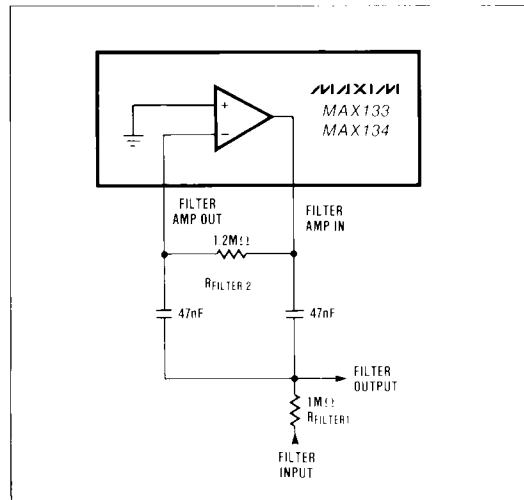 MAXIM
MAX133
MAX134
+
−
FILTER
AMP OUT
FILTER
AMP IN
1.2MΩ
RFILTER 2
47nF
47nF
FILTER
OUTPUT
1MΩ
RFILTER1
FILTER
INPUT